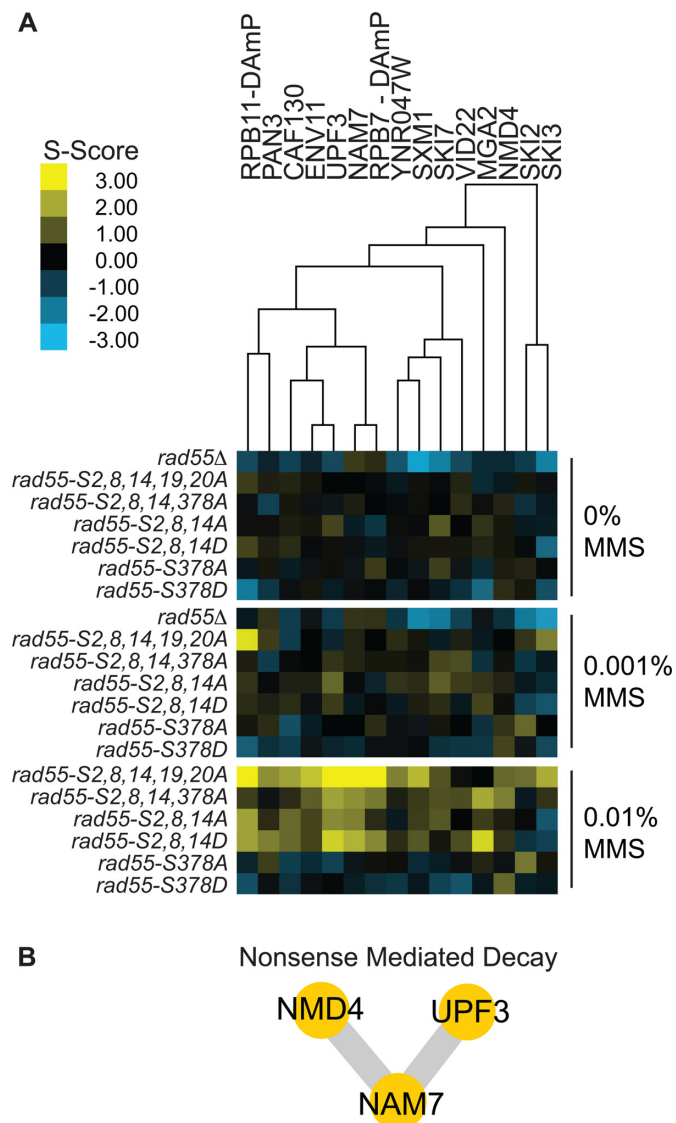 A
S-Score
3.00
2.00
1.00
0.00
-1.00
-2.00
-3.00
RPB11-DAmP
PAN3
CAF130
ENV11
UPF3
NAM7
RPB7 - DAmP
YNR047W
SXM1
SKI7
VID22
MGA2
NMD4
SKI2
SKI3
rad55Δ
rad55-S2,8,14,19,20A
rad55-S2,8,14,378A
rad55-S2,8,14A
rad55-S2,8,14D
rad55-S378A
rad55-S378D
0%
MMS
rad55Δ
rad55-S2,8,14,19,20A
rad55-S2,8,14,378A
rad55-S2,8,14A
rad55-S2,8,14D
rad55-S378A
rad55-S378D
0.001%
MMS
rad55-S2,8,14,19,20A
rad55-S2,8,14,378A
rad55-S2,8,14A
rad55-S2,8,14D
rad55-S378A
rad55-S378D
0.01%
MMS
B
Nonsense Mediated Decay
NMD4
UPF3
NAM7